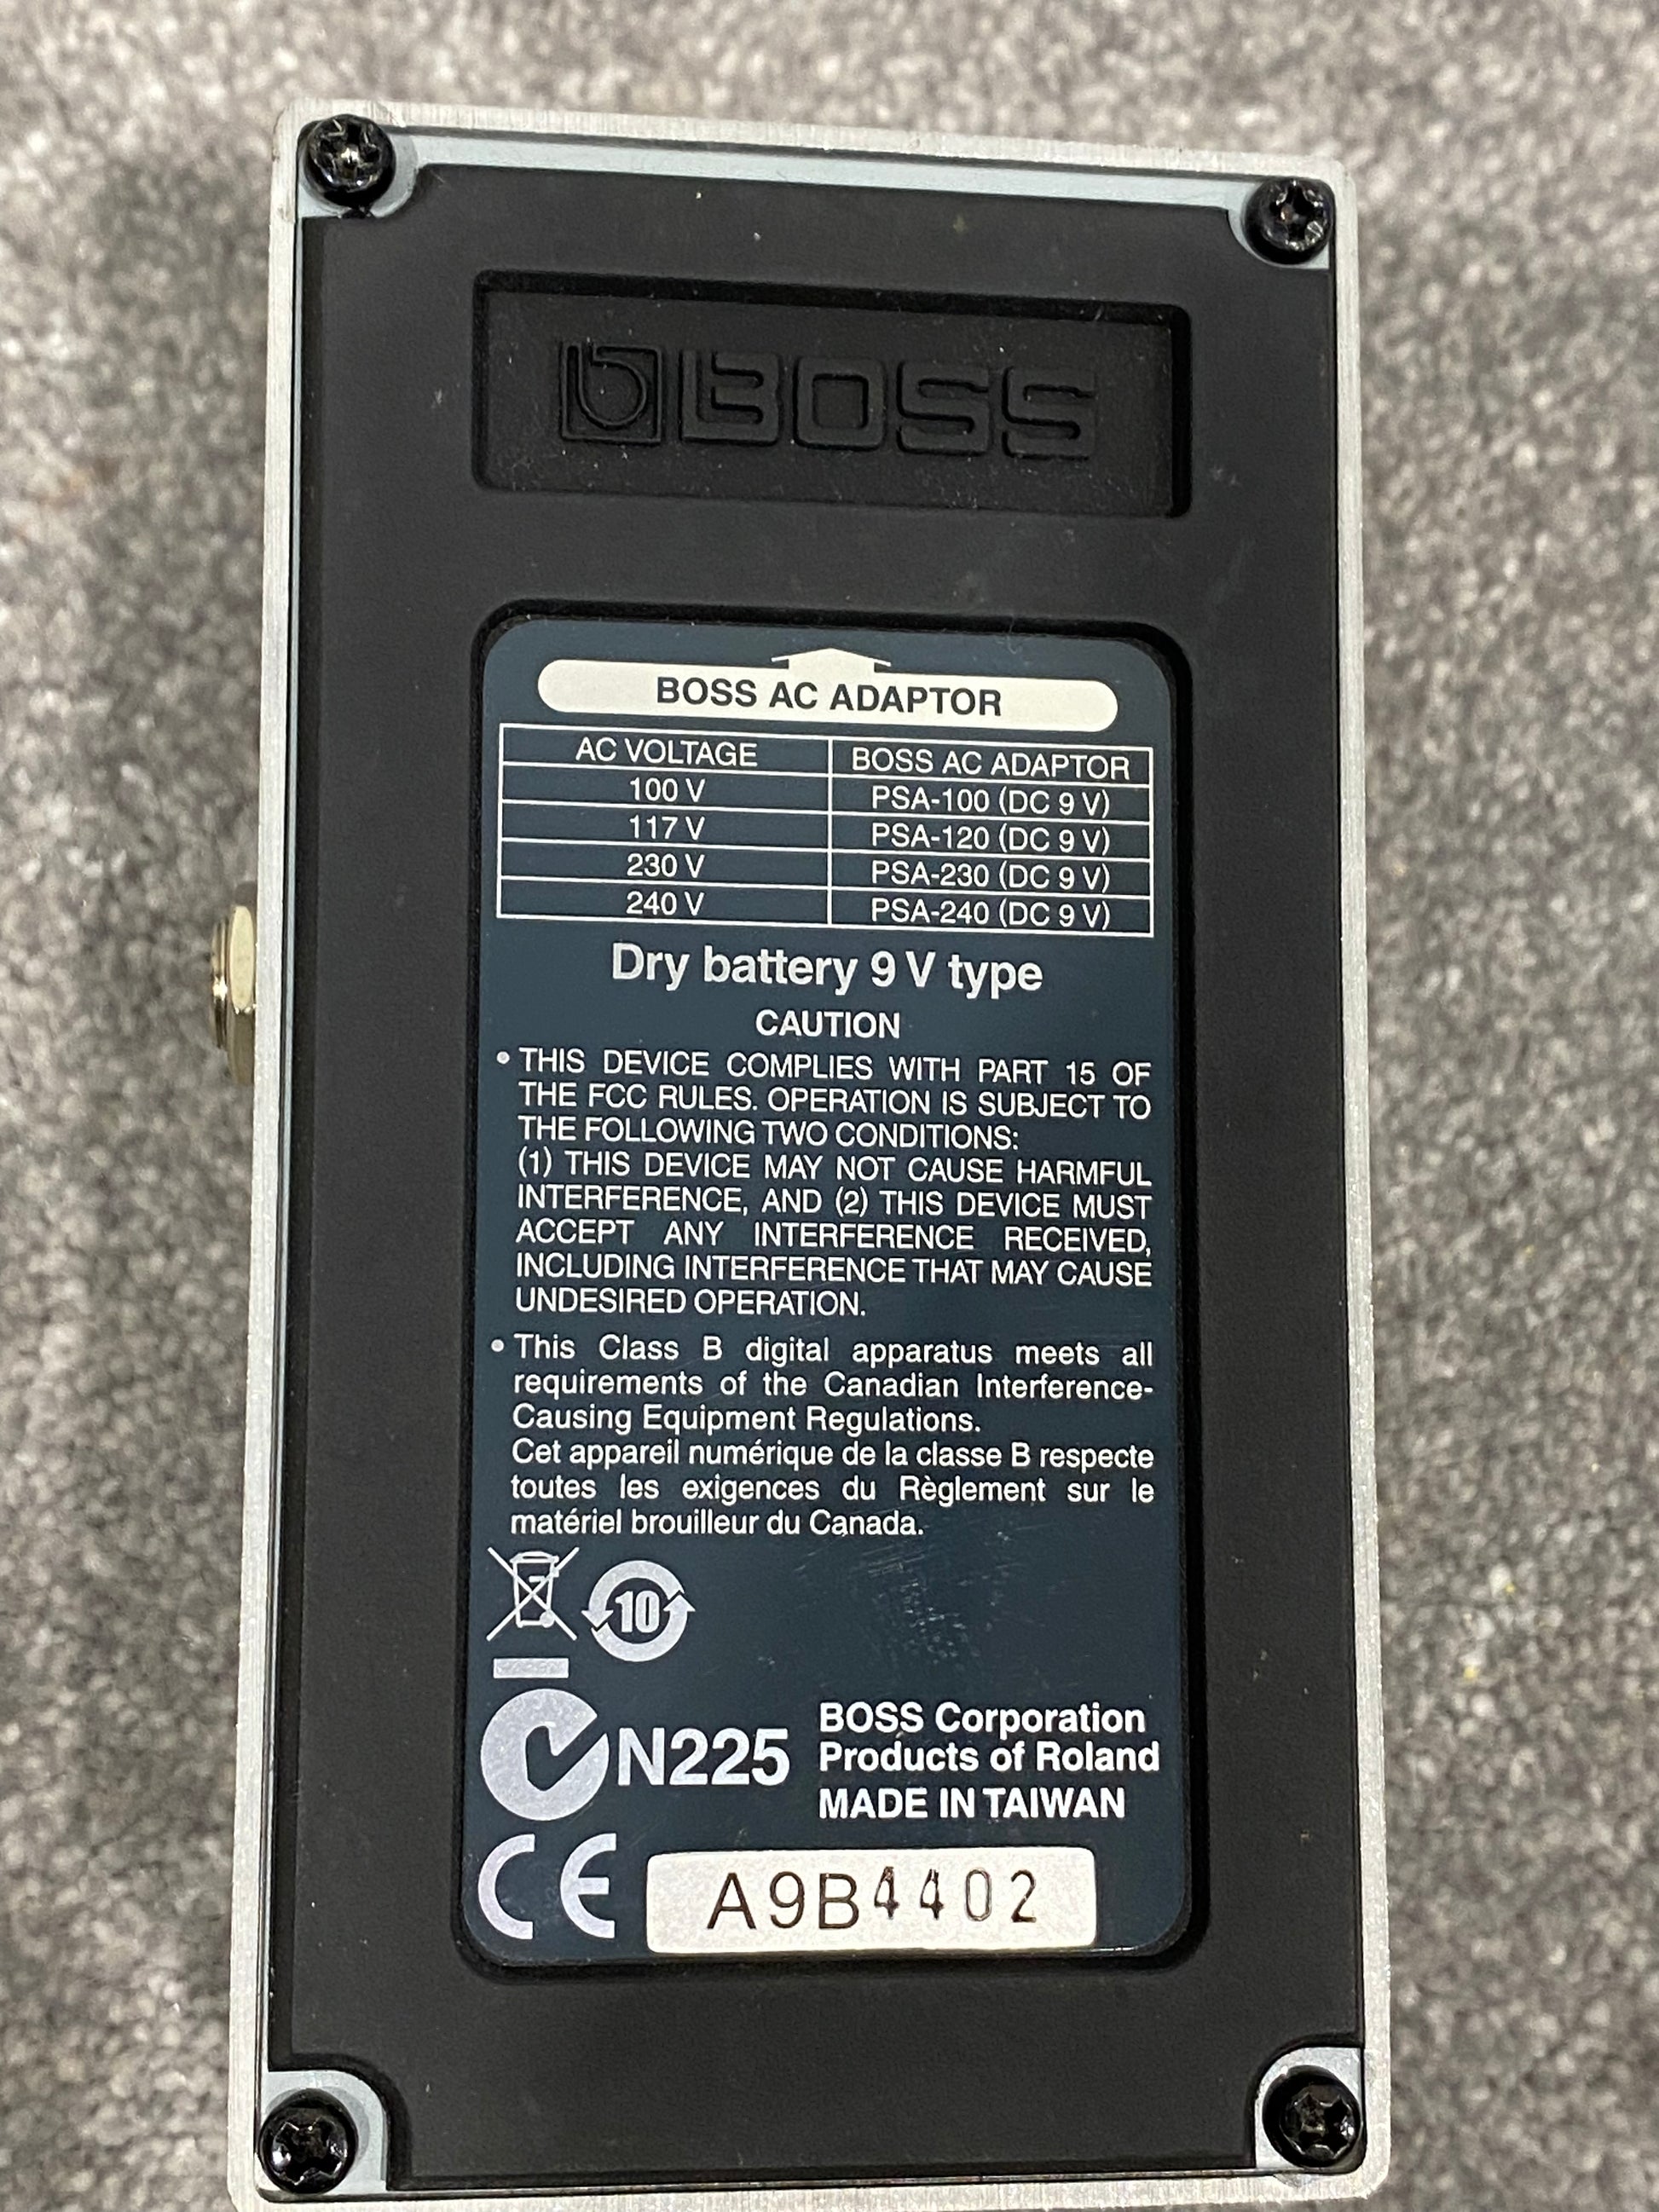 BOSS
BOSS AC ADAPTOR
AC VOLTAGE BOSS AC ADAPTOR
100 V PSA-100 (DC 9 V)
117 V PSA-120 (DC 9 V)
230 V PSA-230 (DC 9 V)
240 V PSA-240 (DC 9 V)
Dry battery 9 V type
CAUTION
• THIS DEVICE COMPLIES WITH PART 15 OF
THE FCC RULES. OPERATION IS SUBJECT TO
THE FOLLOWING TWO CONDITIONS:
(1) THIS DEVICE MAY NOT CAUSE HARMFUL
INTERFERENCE, AND (2) THIS DEVICE MUST
ACCEPT ANY INTERFERENCE RECEIVED,
INCLUDING INTERFERENCE THAT MAY CAUSE
UNDESIRED OPERATION.
• This Class B digital apparatus meets all
requirements of the Canadian Interference-
Causing Equipment Regulations.
Cet appareil numérique de la classe B respecte
toutes les exigences du Règlement sur le
matériel brouilleur du Canada.
10
N225
BOSS Corporation
Products of Roland
MADE IN TAIWAN
CE
A9B4402